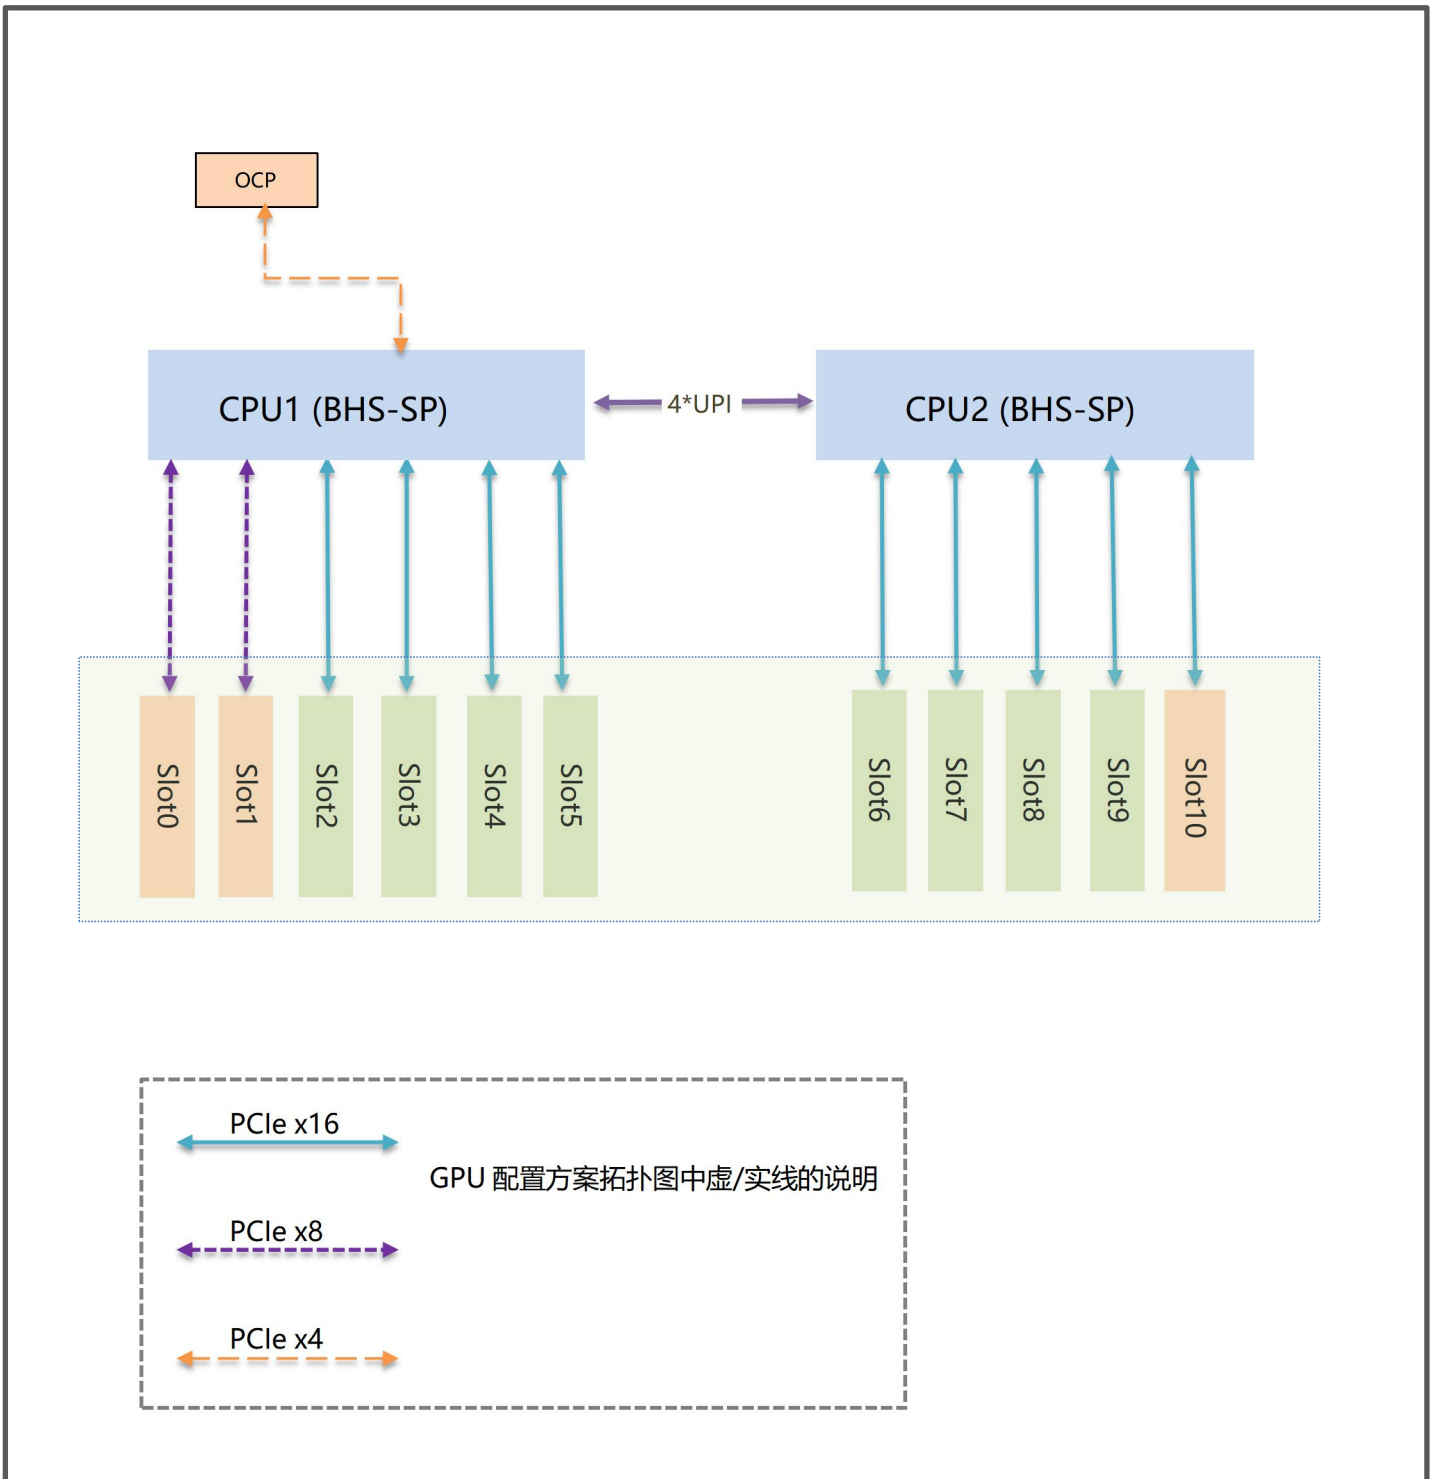 OCP
CPU1 (BHS-SP)
4*UPI
CPU2 (BHS-SP)
Slot0
Slot1
Slot2
Slot3
Slot4
Slot5
Slot6
Slot7
Slot8
Slot9
Slot10
PCIe x16
GPU 配置方案拓扑图中虚/实线的说明
PCIe x8
PCIe x4